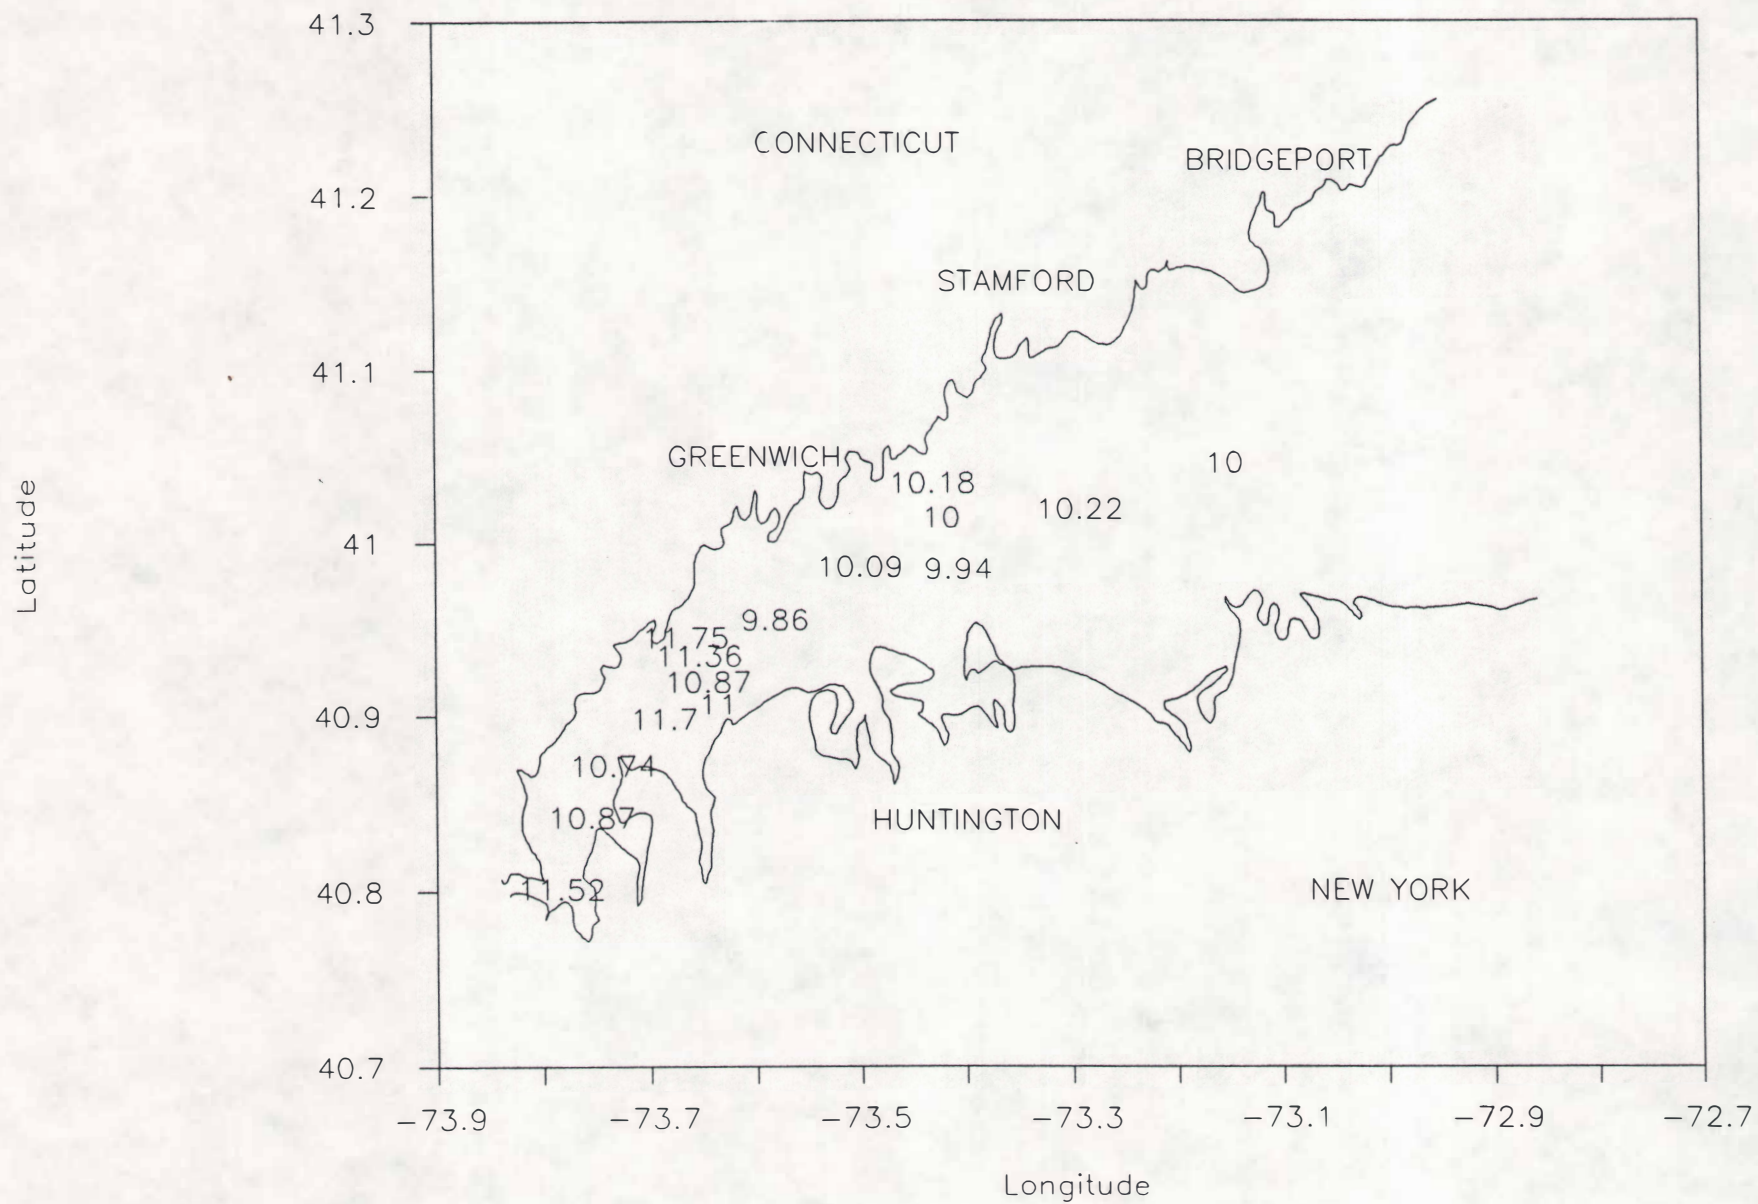 41.3
CONNECTICUT
BRIDGEPORT
41.2
STAMFORD
41.1
GREENWICH
10
10.18
10.22
10
41
10.09 9.94
9.86
11.75
11.36
10.87
11
40.9
11.7
10.74
10.87
HUNTINGTON
40.8
11.52
NEW YORK
40.7
-73.9 -73.7 -73.5 -73.3 -73.1 -72.9 -72.7
Longitude
Latitude